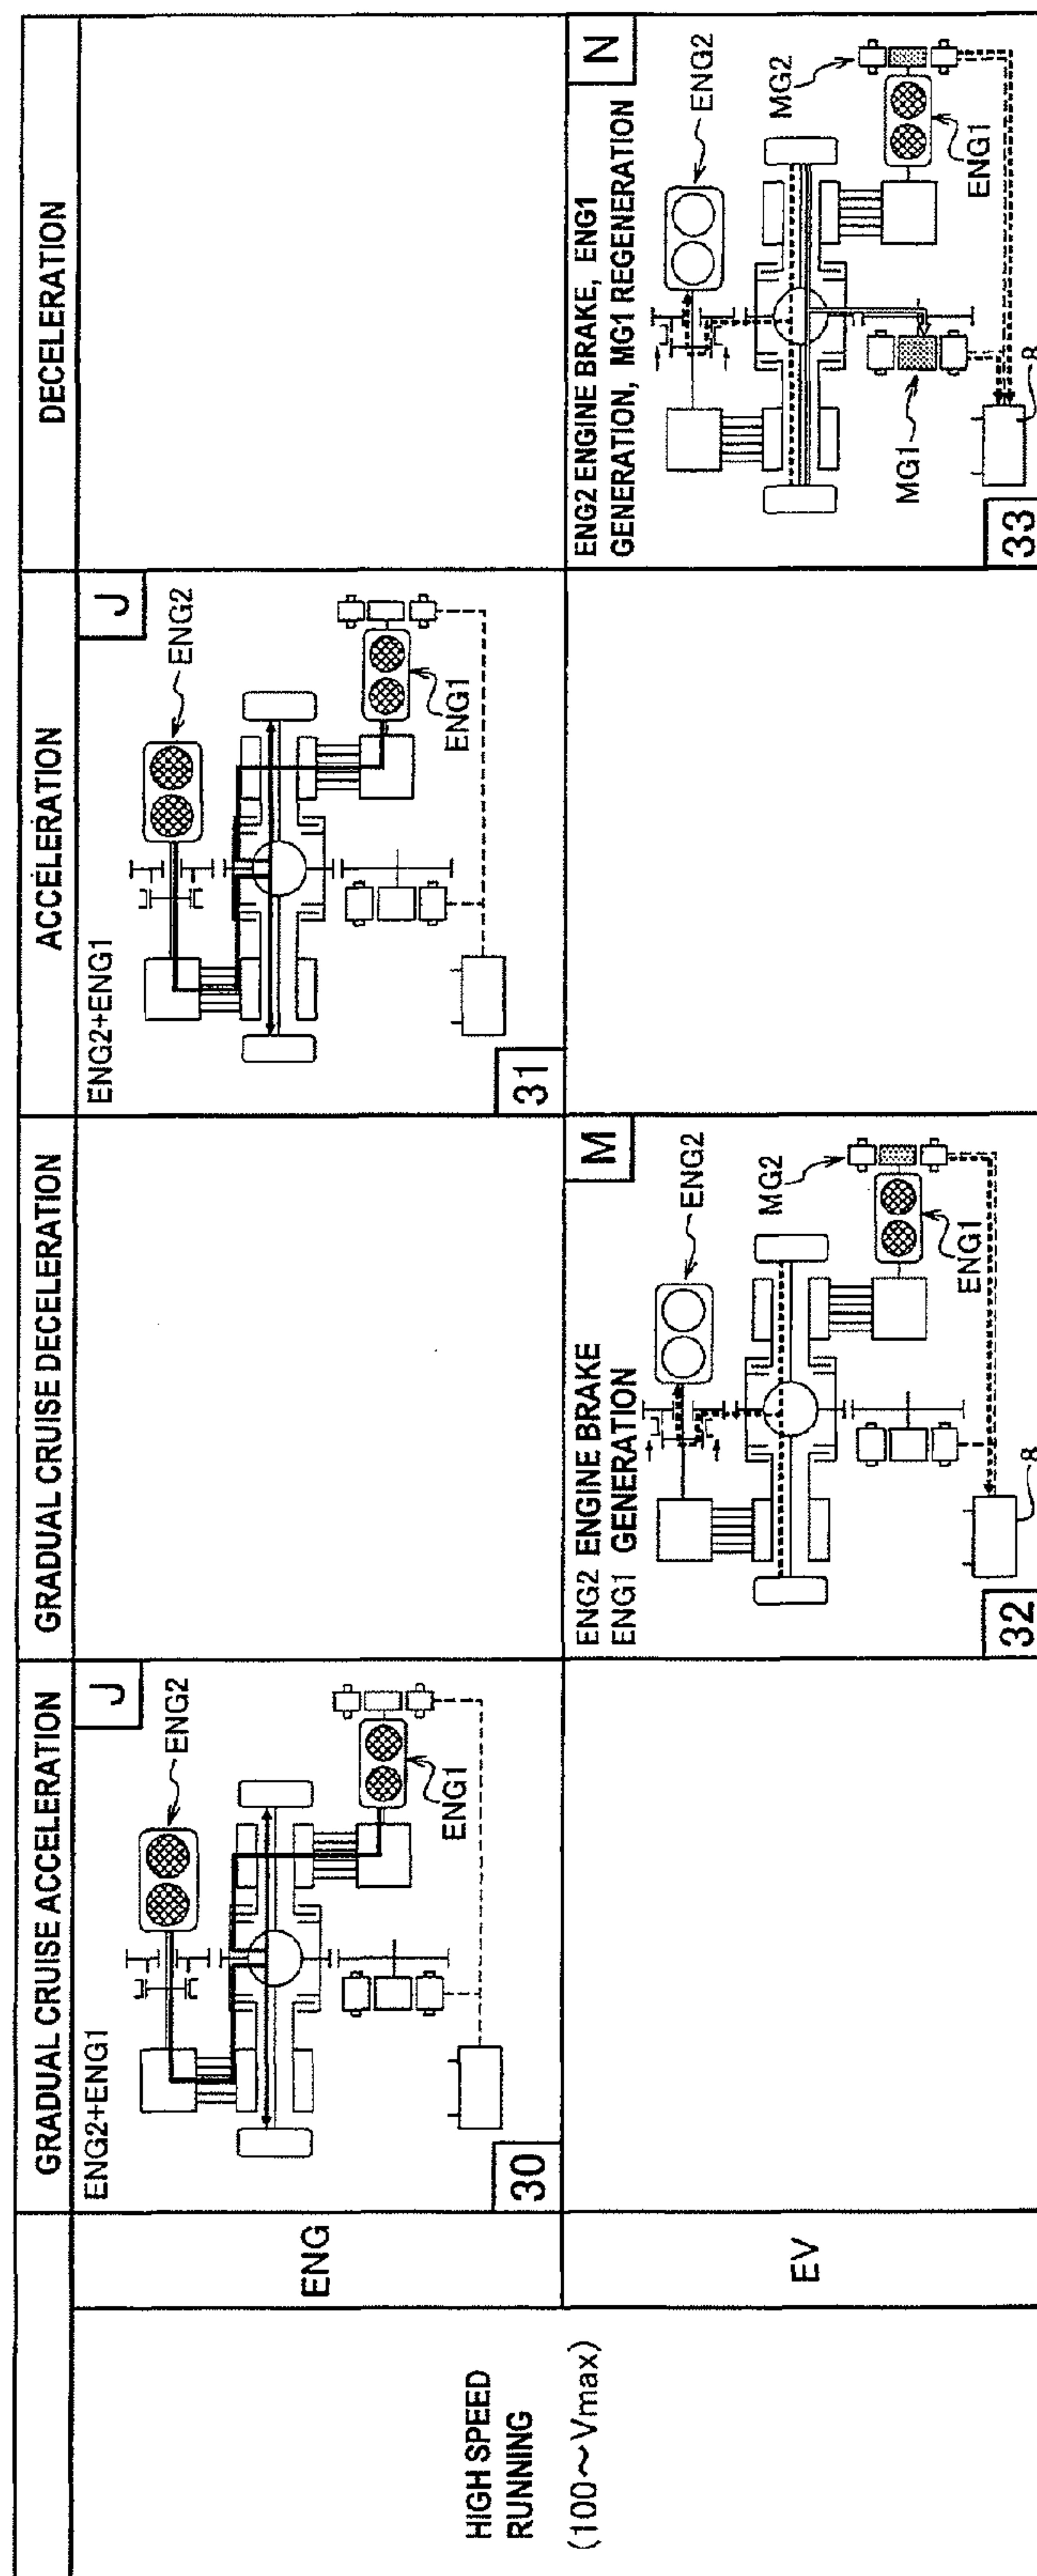 GRADUAL CRUISE ACCELERATION
GRADUAL CRUISE DECELERATION
ACCELERATION
DECELERATION
HIGH SPEED
RUNNING
(100～Vmax)
ENG
ENG2+ENG1
J
ENG2
ENG1
30
ENG2+ENG1
J
ENG2
ENG1
31
EV
ENG2 ENGINE BRAKE
ENG1 GENERATION
M
ENG2
MG2
ENG1
8
32
ENG2 ENGINE BRAKE, ENG1
GENERATION, MG1 REGENERATION
N
ENG2
MG2
ENG1
MG1
8
33